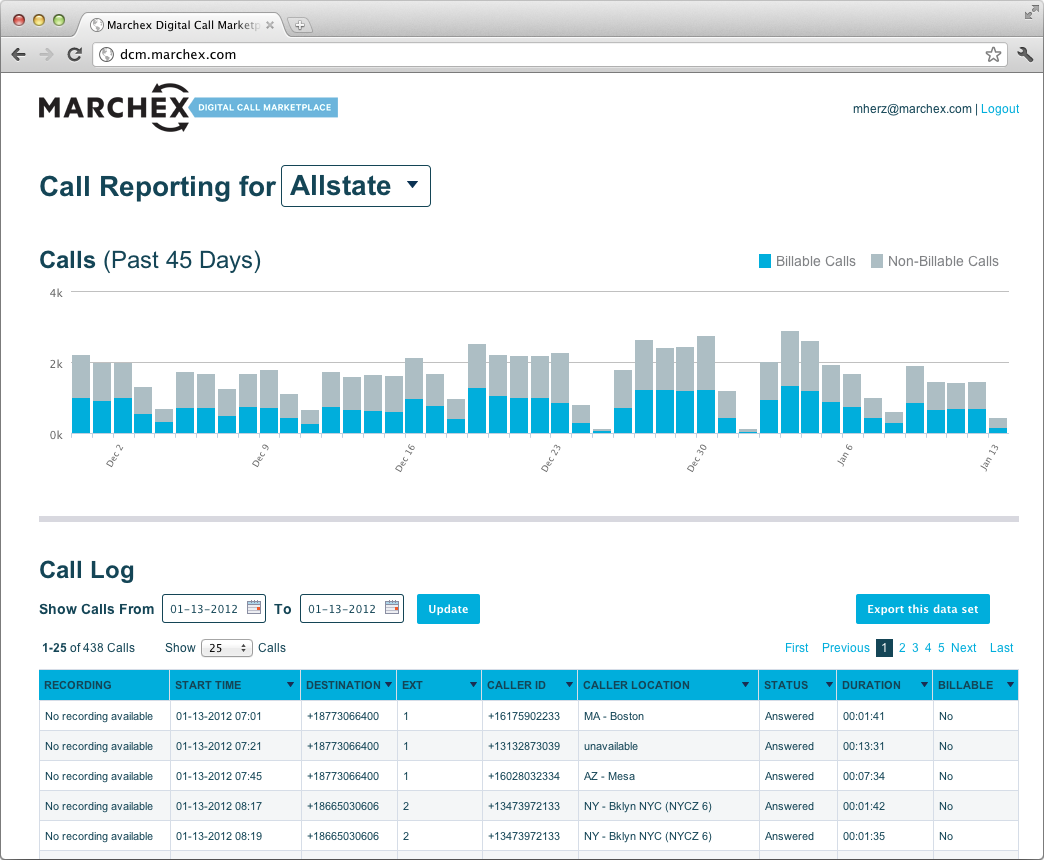 Marchex Digital Call Marketp
dcm.marchex.com
MARCHEX DIGITAL CALL MARKETPLACE
mherz@marchex.com | Logout
Call Reporting for Allstate
Calls (Past 45 Days)
Billable Calls Non-Billable Calls
4k
2k
0k
Dec 2 Dec 9 Dec 16 Dec 23 Dec 30 Jan 6 Jan 13
Call Log
Show Calls From 01-13-2012 To 01-13-2012 Update Export this data set
1-25 of 438 Calls Show 25 Calls First Previous 1 2 3 4 5 Next Last
RECORDING START TIME DESTINATION EXT CALLER ID CALLER LOCATION STATUS DURATION BILLABLE
No recording available 01-13-2012 07:01 +18773066400 1 +16175902233 MA - Boston Answered 00:01:41 No
No recording available 01-13-2012 07:21 +18773066400 1 +13132873039 unavailable Answered 00:13:31 No
No recording available 01-13-2012 07:45 +18773066400 1 +16028032334 AZ - Mesa Answered 00:07:34 No
No recording available 01-13-2012 08:17 +18665030606 2 +13473972133 NY - Bklyn NYC (NYCZ 6) Answered 00:01:42 No
No recording available 01-13-2012 08:19 +18665030606 2 +13473972133 NY - Bklyn NYC (NYCZ 6) Answered 00:01:35 No